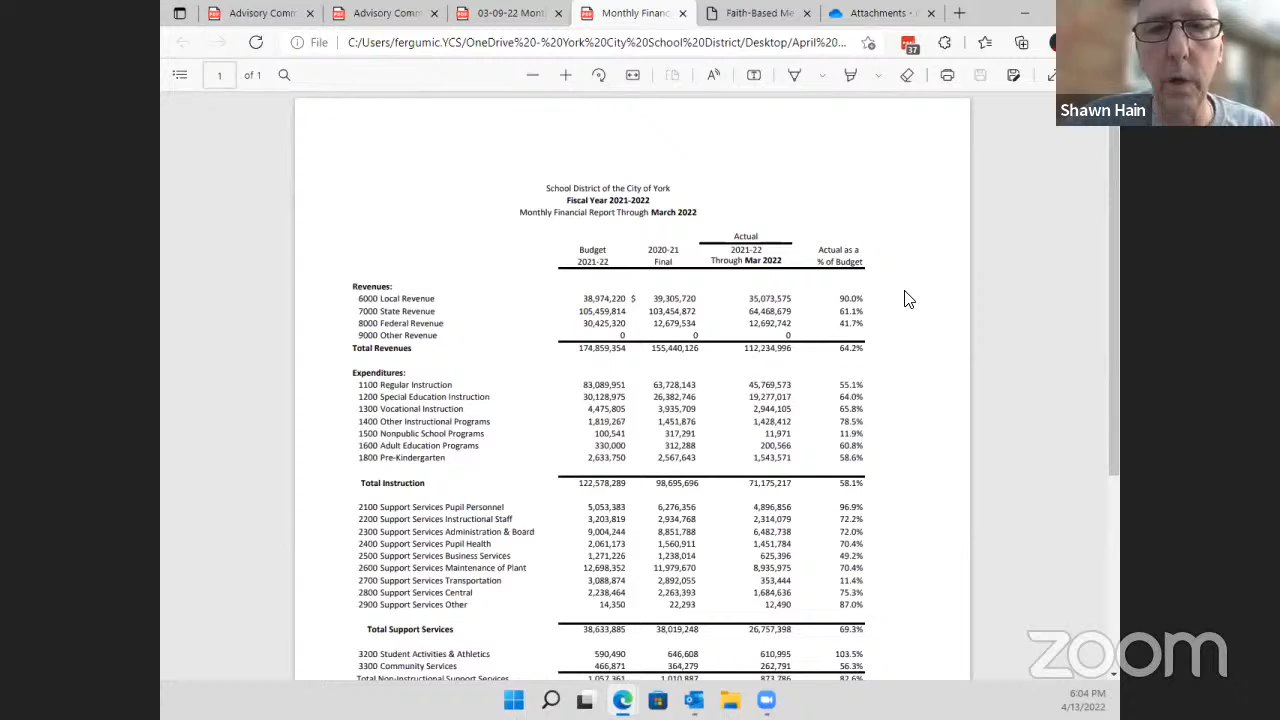 Advisory Comm
Advisory Comm
03-09-22 Mont
Monthly Financ
Faith-Based Me
Attachments -
File C:/Users/fergumic.YCS/OneDrive%20-%20York%20City%20School%20District/Desktop/April%20...
37
1 of 1
Shawn Hain
School District of the City of York
Fiscal Year 2021-2022
Monthly Financial Report Through March 2022
Actual
Budget 2020-21 2021-22 Actual as a
2021-22 Final Through Mar 2022 % of Budget
Revenues:
6000 Local Revenue 38,974,220 $ 39,305,720 35,073,575 90.0%
7000 State Revenue 105,459,814 103,454,872 64,468,679 61.1%
8000 Federal Revenue 30,425,320 12,679,534 12,692,742 41.7%
9000 Other Revenue 0 0 0
Total Revenues 174,859,354 155,440,126 112,234,996 64.2%
Expenditures:
1100 Regular Instruction 83,089,951 63,728,143 45,769,573 55.1%
1200 Special Education Instruction 30,128,975 26,382,746 19,277,017 64.0%
1300 Vocational Instruction 4,475,805 3,935,709 2,944,105 65.8%
1400 Other Instructional Programs 1,819,267 1,451,876 1,428,412 78.5%
1500 Nonpublic School Programs 100,541 317,291 11,971 11.9%
1600 Adult Education Programs 330,000 312,288 200,566 60.8%
1800 Pre-Kindergarten 2,633,750 2,567,643 1,543,571 58.6%
Total Instruction 122,578,289 98,695,696 71,175,217 58.1%
2100 Support Services Pupil Personnel 5,053,383 6,276,356 4,896,856 96.9%
2200 Support Services Instructional Staff 3,203,819 2,934,768 2,314,079 72.2%
2300 Support Services Administration & Board 9,004,244 8,851,788 6,482,738 72.0%
2400 Support Services Pupil Health 2,061,173 1,560,911 1,451,784 70.4%
2500 Support Services Business Services 1,271,226 1,238,014 625,396 49.2%
2600 Support Services Maintenance of Plant 12,698,352 11,979,670 8,935,975 70.4%
2700 Support Services Transportation 3,088,874 2,892,055 353,444 11.4%
2800 Support Services Central 2,238,464 2,263,393 1,684,636 75.3%
2900 Support Services Other 14,350 22,293 12,490 87.0%
Total Support Services 38,633,885 38,019,248 26,757,398 69.3%
3200 Student Activities & Athletics 590,490 646,608 610,995 103.5%
3300 Community Services 466,871 364,279 262,791 56.3%
Total Non-Instructional Support Services 1,057,361 1,010,887 873,786 82.6%
zoom
6:04 PM
4/13/2022